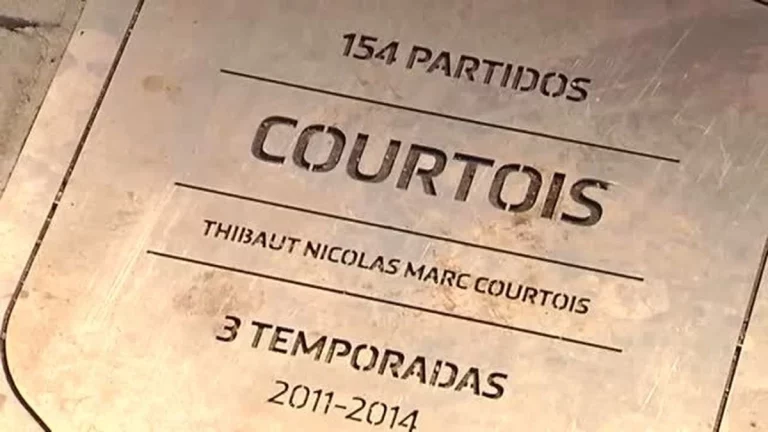 154 PARTIDOS
COURTOIS
THIBAUT NICOLAS MARC COURTOIS
3 TEMPORADAS
2011-2014